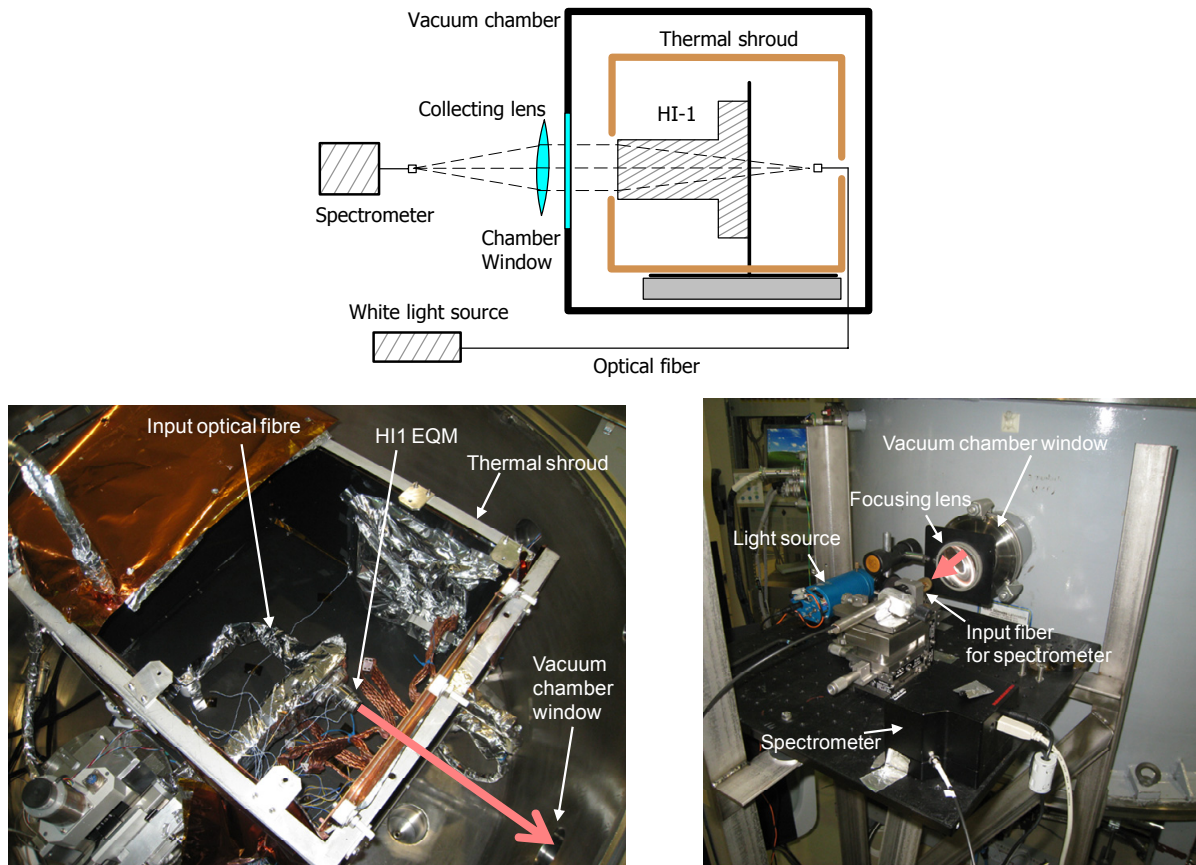 Vacuum chamber
Thermal shroud
Collecting lens
HI-1
Spectrometer
Chamber
Window
White light source
Optical fiber
Input optical fibre
HI1 EQM
Thermal shroud
Vacuum
chamber
window
Vacuum chamber window
Focusing lens
Light source
Input fiber
for spectrometer
Spectrometer